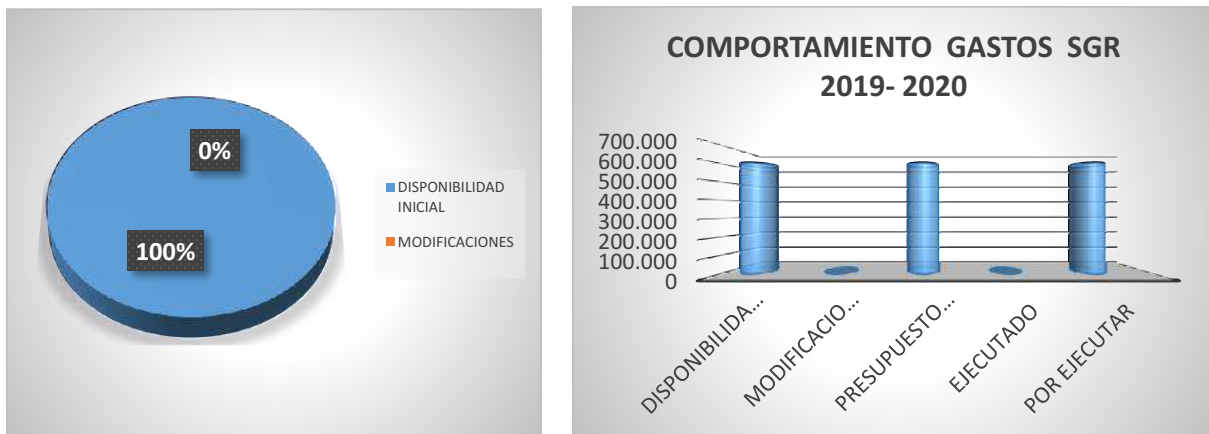 0%
100%
DISPONIBILIDAD
INICIAL
MODIFICACIONES
COMPORTAMIENTO GASTOS SGR
2019- 2020
700.000
600.000
500.000
400.000
300.000
200.000
100.000
0
DISPONIBILIDA...
MODIFICACIO...
PRESUPUESTO...
EJECUTADO
POR EJECUTAR